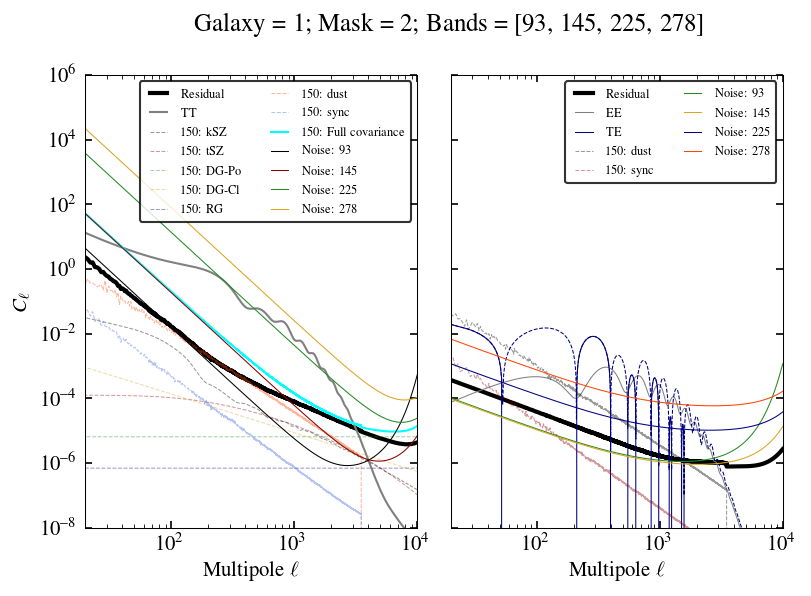 Galaxy = 1; Mask = 2; Bands = [93, 145, 225, 278]
10^6
10^4
10^2
10^0
10^−2
10^−4
10^−6
10^−8
C_ℓ
Residual
TT
150: kSZ
150: tSZ
150: DG-Po
150: DG-Cl
150: RG
150: dust
150: sync
150: Full covariance
Noise: 93
Noise: 145
Noise: 225
Noise: 278
10^2
10^3
10^4
Multipole ℓ
Residual
EE
TE
150: dust
150: sync
Noise: 93
Noise: 145
Noise: 225
Noise: 278
10^2
10^3
10^4
Multipole ℓ